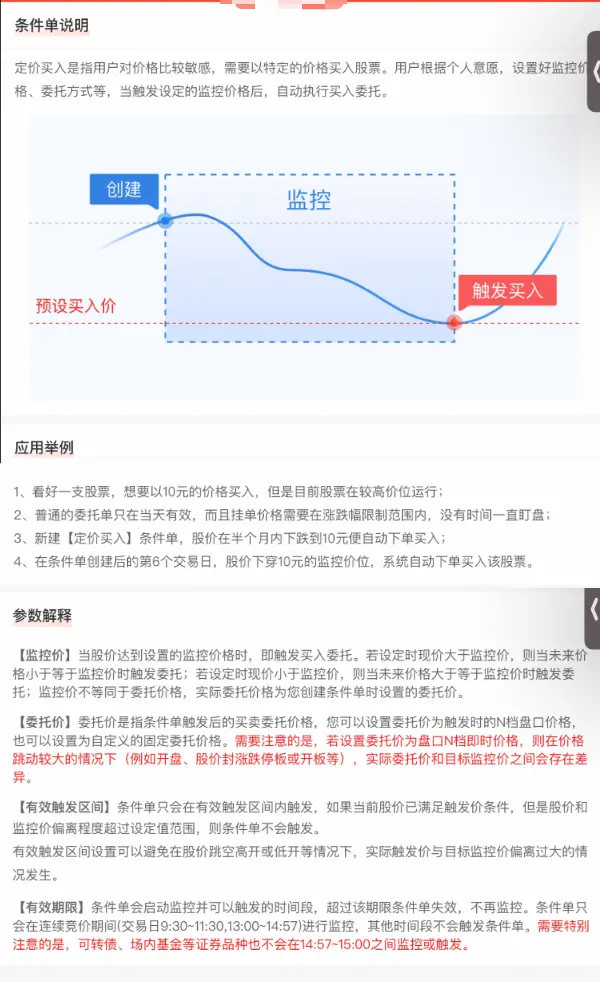 条件单说明
定价买入是指用户对价格比较敏感，需要以特定的价格买入股票。用户根据个人意愿，设置好监控价
格、委托方式等，当触发设定的监控价格后，自动执行买入委托。
创建
监控
预设买入价
触发买入
应用举例
1、看好一支股票，想要以10元的价格买入，但是目前股票在较高价位运行；
2、普通的委托单只在当天有效，而且挂单价格需要在涨跌幅限制范围内，没有时间一直盯盘；
3、新建【定价买入】条件单，股价在半个月内下跌到10元便自动下单买入；
4、在条件单创建后的第6个交易日，股价下穿10元的监控价位，系统自动下单买入该股票。
参数解释
【监控价】当股价达到设置的监控价格时，即触发买入委托。若设定时现价大于监控价，则当未来价
格小于等于监控价时触发委托；若设定时现价小于监控价，则当未来价格大于等于监控价时触发委
托；监控价不等同于委托价格，实际委托价格为您创建条件单时设置的委托价。
【委托价】委托价是指条件单触发后的买卖委托价格，您可以设置委托价为触发时的N档盘口价格，
也可以设置为自定义的固定委托价格。需要注意的是，若设置委托价为盘口N档即时价格，则在价格
跳动较大的情况下（例如开盘、股价封涨跌停板或开板等），实际委托价和目标监控价之间会存在差
异。
【有效触发区间】条件单只会在有效触发区间内触发，如果当前股价已满足触发价条件，但是股价和
监控价偏离程度超过设定值范围，则条件单不会触发。
有效触发区间设置可以避免在股价跳空高开或低开等情况下，实际触发价与目标监控价偏离过大的情
况发生。
【有效期限】条件单会启动监控并可以触发的时间段，超过该期限条件单失效，不再监控。条件单只
会在连续竞价期间(交易日9:30~11:30,13:00~14:57)进行监控，其他时间段不会触发条件单。需要特别
注意的是，可转债、场内基金等证券品种也不会在14:57~15:00之间监控或触发。